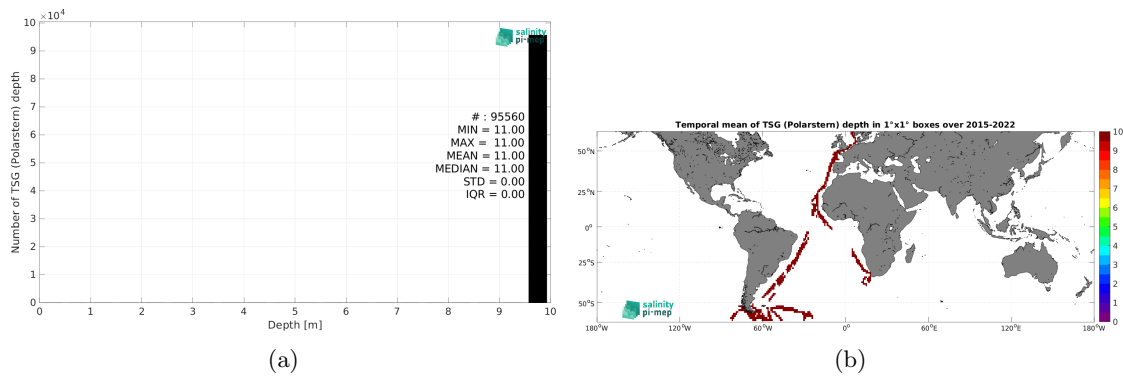 ×10⁴
10
9
8
7
6
5
4
3
2
1
0
Number of TSG (Polarstern) depth
salinity
pi-mep
# : 95560
MIN = 11.00
MAX = 11.00
MEAN = 11.00
MEDIAN = 11.00
STD = 0.00
IQR = 0.00
0 1 2 3 4 5 6 7 8 9 10
Depth [m]
(a)
Temporal mean of TSG (Polarstern) depth in 1°x1° boxes over 2015-2022
50°N
25°N
0°
25°S
50°S
salinity
pi-mep
180°W 120°W 60°W 0° 60°E 120°E 180°W
10
9
8
7
6
5
4
3
2
1
0
(b)